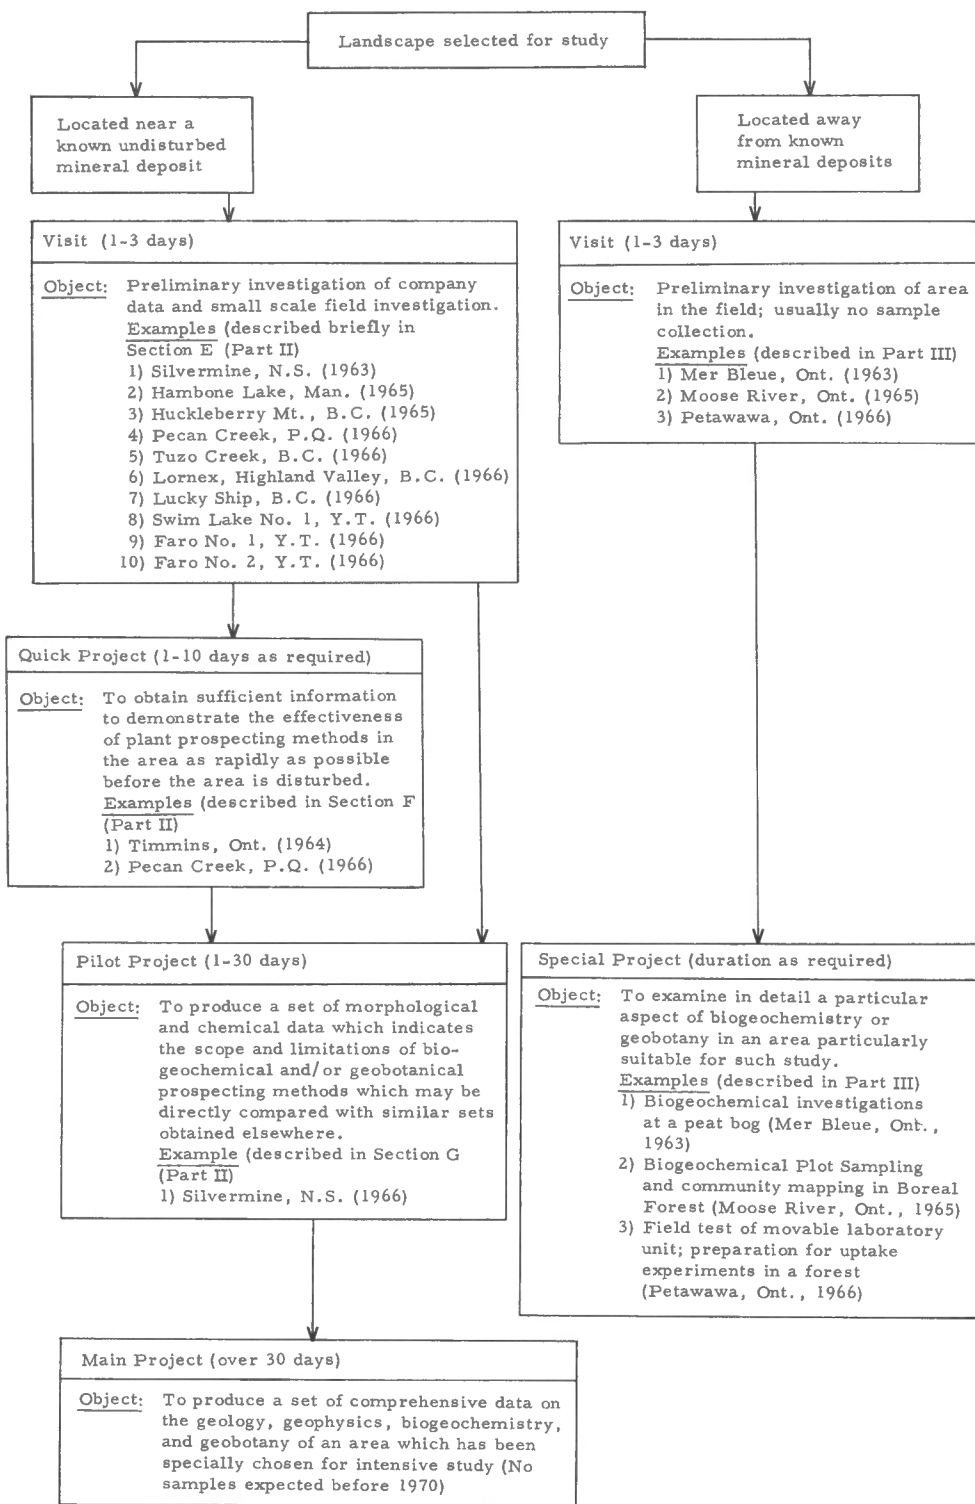 Landscape selected for study
Located near a
known undisturbed
mineral deposit
Located away
from known
mineral deposits
Visit (1-3 days)
Object: Preliminary investigation of company
data and small scale field investigation.
Examples (described briefly in
Section E (Part II)
1) Silvermine, N.S. (1963)
2) Hambone Lake, Man. (1965)
3) Huckleberry Mt., B.C. (1965)
4) Pecan Creek, P.Q. (1966)
5) Tuzo Creek, B.C. (1966)
6) Lornex, Highland Valley, B.C. (1966)
7) Lucky Ship, B.C. (1966)
8) Swim Lake No. 1, Y.T. (1966)
9) Faro No. 1, Y.T. (1966)
10) Faro No. 2, Y.T. (1966)
Visit (1-3 days)
Object: Preliminary investigation of area
in the field; usually no sample
collection.
Examples (described in Part III)
1) Mer Bleue, Ont. (1963)
2) Moose River, Ont. (1965)
3) Petawawa, Ont. (1966)
Quick Project (1-10 days as required)
Object: To obtain sufficient information
to demonstrate the effectiveness
of plant prospecting methods in
the area as rapidly as possible
before the area is disturbed.
Examples (described in Section F
(Part II)
1) Timmins, Ont. (1964)
2) Pecan Creek, P.Q. (1966)
Pilot Project (1-30 days)
Object: To produce a set of morphological
and chemical data which indicates
the scope and limitations of bio-
geochemical and/or geobotanical
prospecting methods which may be
directly compared with similar sets
obtained elsewhere.
Example (described in Section G
(Part II)
1) Silvermine, N.S. (1966)
Special Project (duration as required)
Object: To examine in detail a particular
aspect of biogeochemistry or
geobotany in an area particularly
suitable for such study.
Examples (described in Part III)
1) Biogeochemical investigations
at a peat bog (Mer Bleue, Ont.,
1963)
2) Biogeochemical Plot Sampling
and community mapping in Boreal
Forest (Moose River, Ont., 1965)
3) Field test of movable laboratory
unit; preparation for uptake
experiments in a forest
(Petawawa, Ont., 1966)
Main Project (over 30 days)
Object: To produce a set of comprehensive data on
the geology, geophysics, biogeochemistry,
and geobotany of an area which has been
specially chosen for intensive study (No
samples expected before 1970)